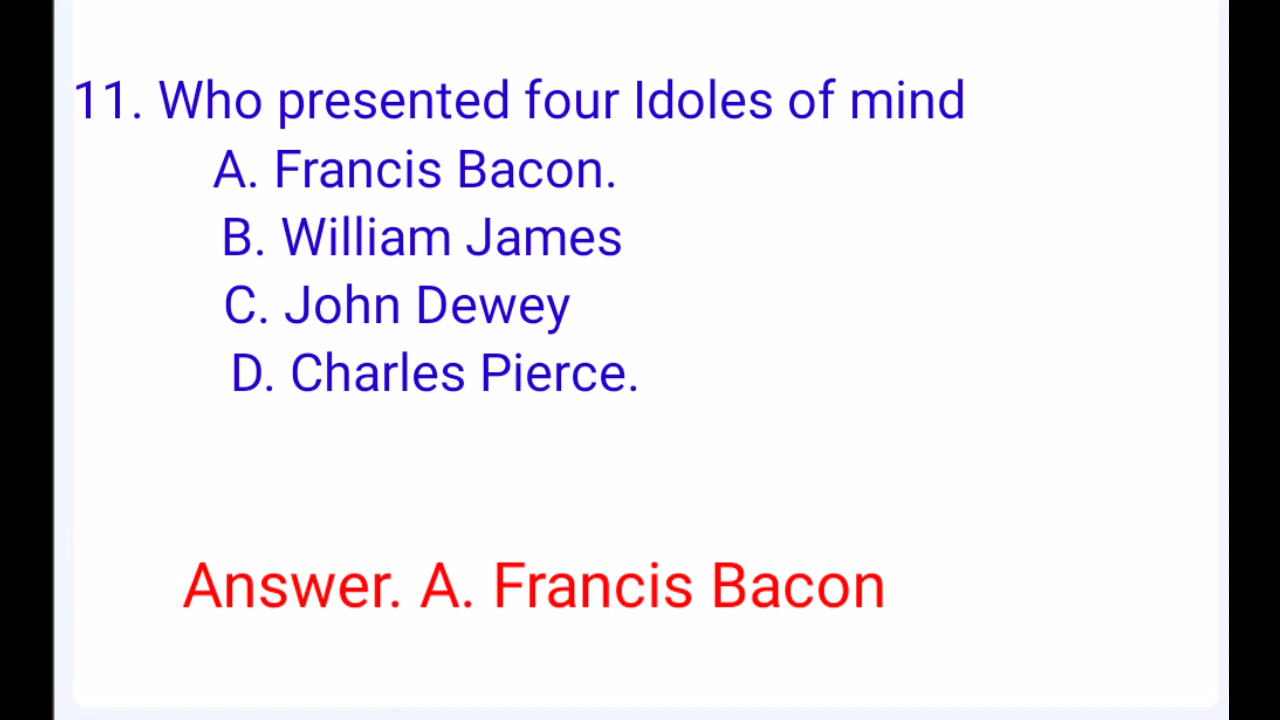 11. Who presented four Idoles of mind
A. Francis Bacon.
B. William James
C. John Dewey
D. Charles Pierce.
Answer. A. Francis Bacon